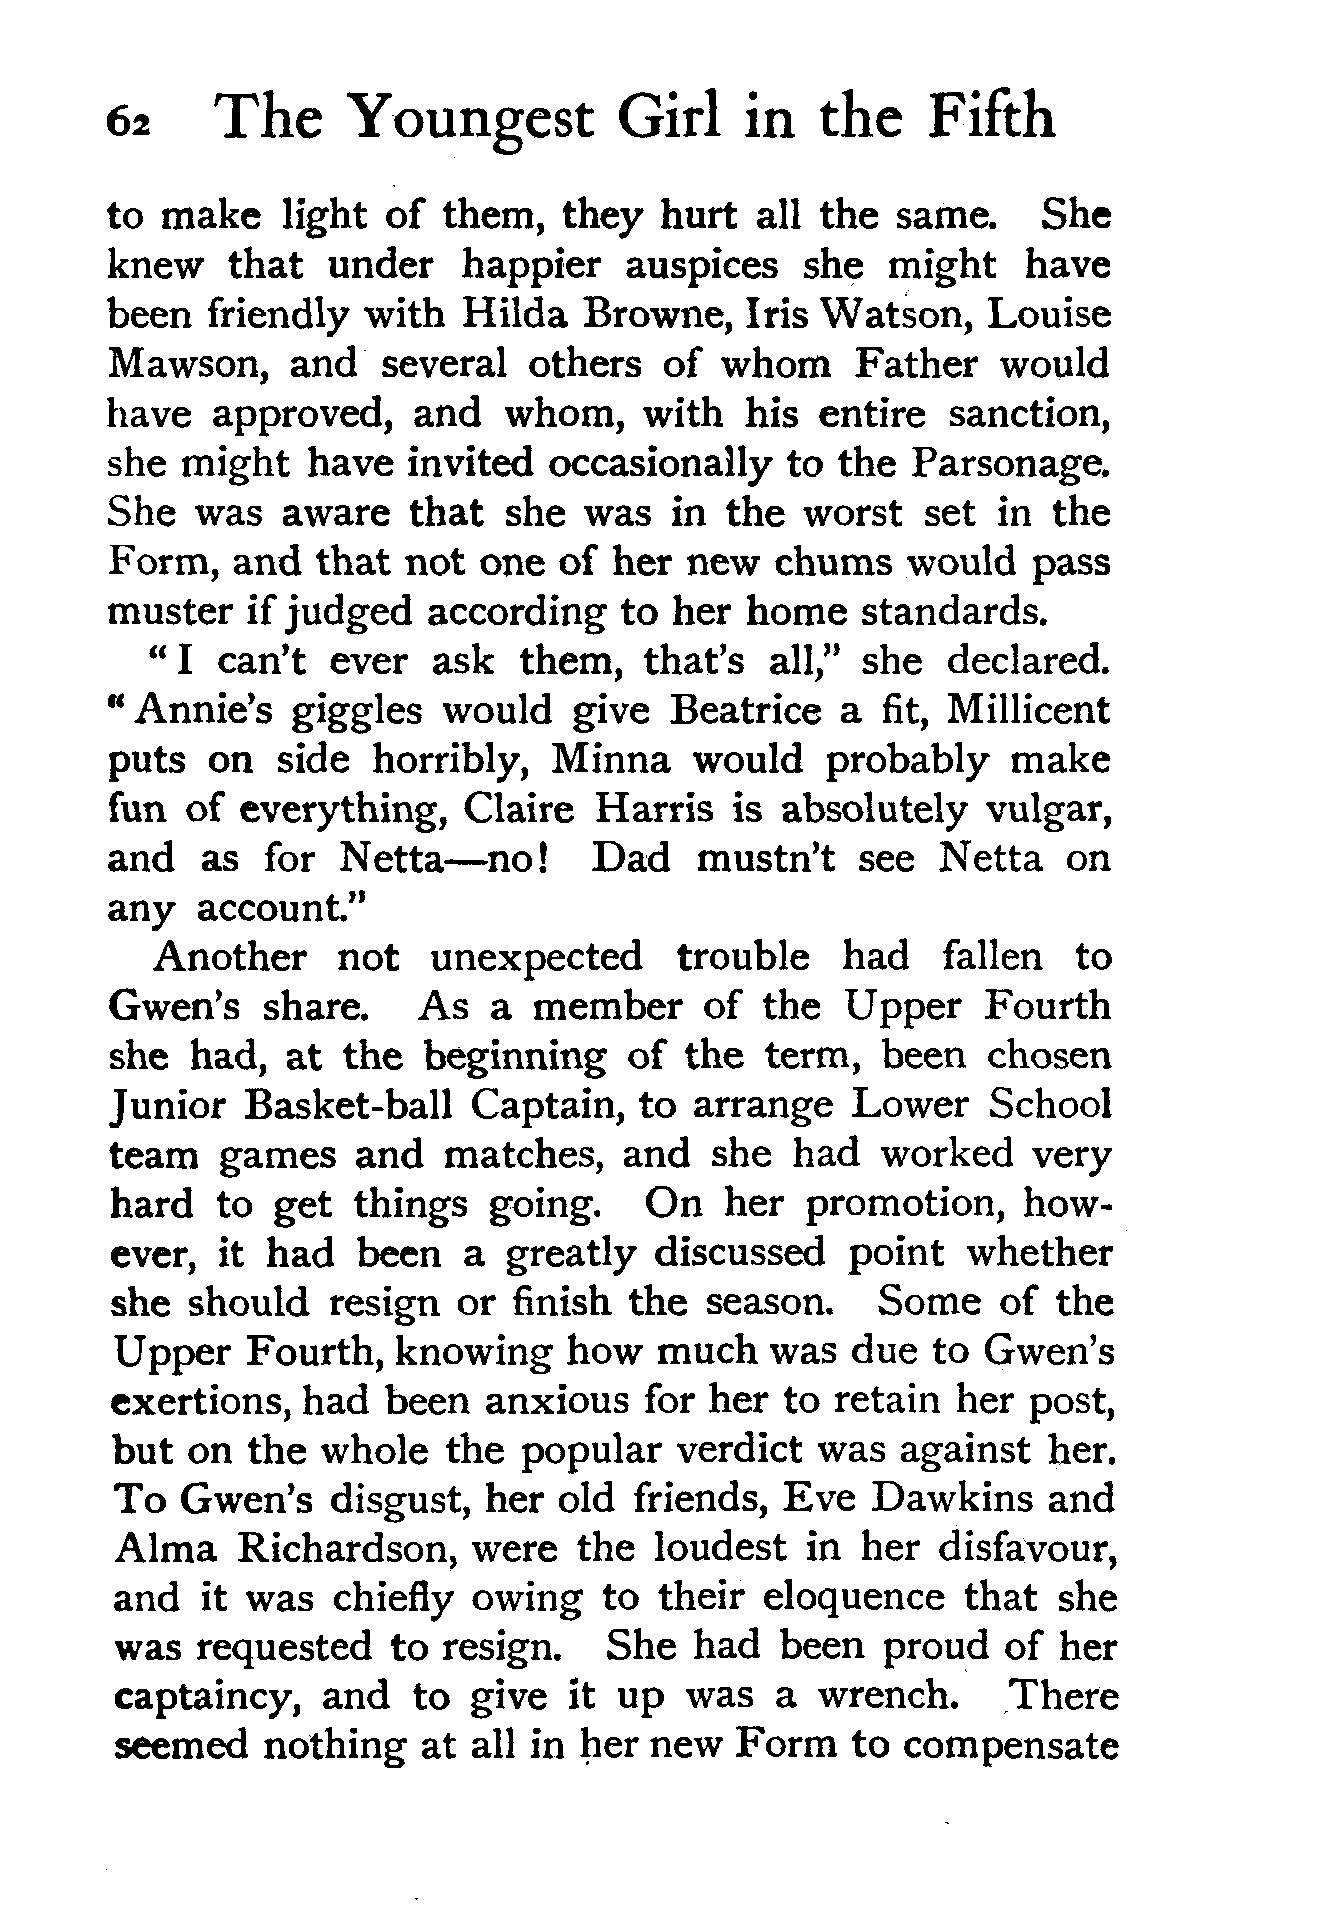 62 The Youngest Girl in the Fifth
to make light of them, they hurt all the same. She
knew that under happier auspices she might have
been friendly with Hilda Browne, Iris Watson, Louise
Mawson, and several others of whom Father would
have approved, and whom, with his entire sanction,
she might have invited occasionally to the Parsonage.
She was aware that she was in the worst set in the
Form, and that not one of her new chums would pass
muster if judged according to her home standards.
"I can't ever ask them, that's all," she declared.
"Annie's giggles would give Beatrice a fit, Millicent
puts on side horribly, Minna would probably make
fun of everything, Claire Harris is absolutely vulgar,
and as for Netta—no! Dad mustn't see Netta on
any account."
Another not unexpected trouble had fallen to
Gwen's share. As a member of the Upper Fourth
she had, at the beginning of the term, been chosen
Junior Basket-ball Captain, to arrange Lower School
team games and matches, and she had worked very
hard to get things going. On her promotion, how-
ever, it had been a greatly discussed point whether
she should resign or finish the season. Some of the
Upper Fourth, knowing how much was due to Gwen's
exertions, had been anxious for her to retain her post,
but on the whole the popular verdict was against her.
To Gwen's disgust, her old friends, Eve Dawkins and
Alma Richardson, were the loudest in her disfavour,
and it was chiefly owing to their eloquence that she
was requested to resign. She had been proud of her
captaincy, and to give it up was a wrench. There
seemed nothing at all in her new Form to compensate